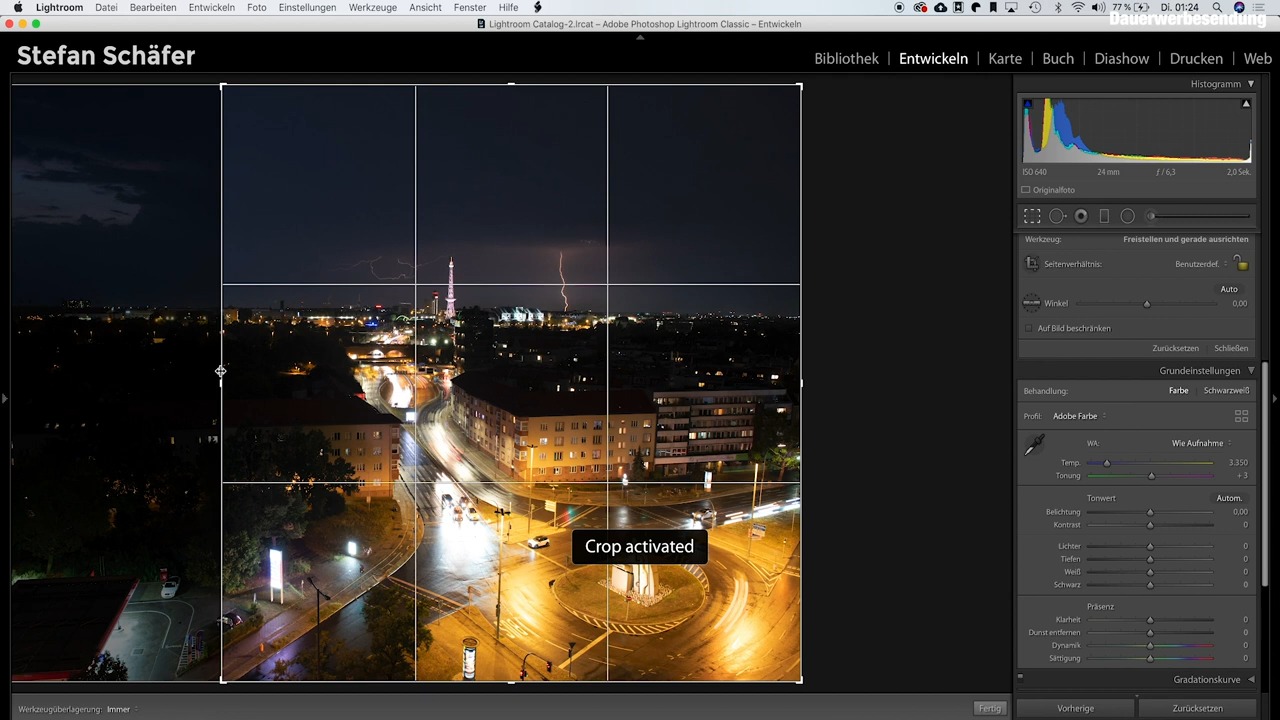 Lightroom Datei Bearbeiten Entwickeln Foto Einstellungen Werkzeuge Ansicht Fenster Hilfe 77 % Di. 01:24
Dauerwerbesendung
Lightroom Catalog-2.lrcat – Adobe Photoshop Lightroom Classic – Entwickeln
Stefan Schäfer
Bibliothek | Entwickeln | Karte | Buch | Diashow | Drucken | Web
Histogramm
ISO 640 24 mm ƒ / 6,3 2,0 Sek.
Originalfoto
Werkzeug: Freistellen und gerade ausrichten
Seitenverhältnis: Benutzerdef.
Auto
Winkel 0,00
Auf Bild beschränken
Zurücksetzen Schließen
Grundeinstellungen
Behandlung: Farbe Schwarzweiß
Profil: Adobe Farbe
WA: Wie Aufnahme
Temp. 3.350
Tonung + 3
Tonwert Autom.
Belichtung 0,00
Kontrast 0
Crop activated
Lichter 0
Tiefen 0
Weiß 0
Schwarz 0
Präsenz
Klarheit 0
Dunst entfernen 0
Dynamik 0
Sättigung 0
Gradationskurve
Werkzeugüberlagerung: Immer Fertig Vorherige Zurücksetzen